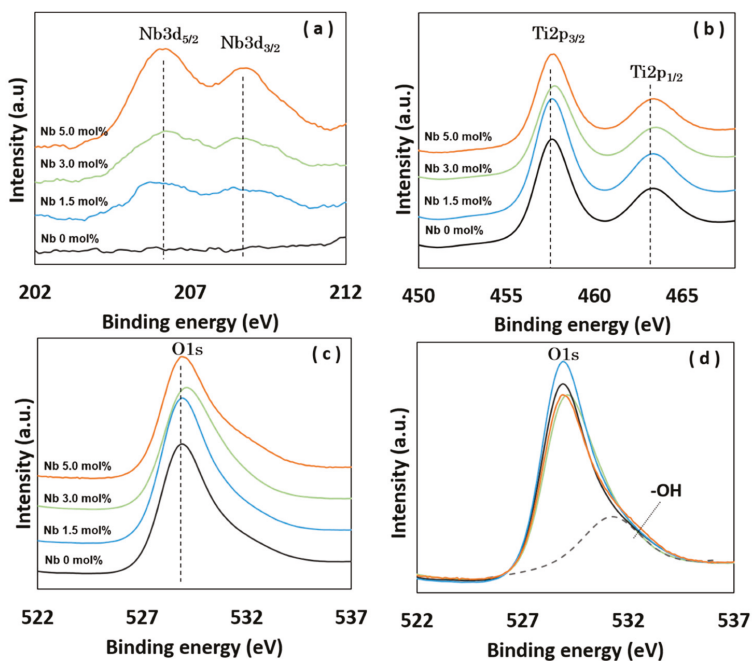 ( a )
Nb3d5/2
Nb3d3/2
Nb 5.0 mol%
Nb 3.0 mol%
Nb 1.5 mol%
Nb 0 mol%
Intensity (a.u)
202
207
212
Binding energy (eV)
( b )
Ti2p3/2
Ti2p1/2
Nb 5.0 mol%
Nb 3.0 mol%
Nb 1.5 mol%
Nb 0 mol%
Intensity (a.u)
450
455
460
465
Binding energy (eV)
O1s
( c )
Nb 5.0 mol%
Nb 3.0 mol%
Nb 1.5 mol%
Nb 0 mol%
Intensity (a.u.)
522
527
532
537
Binding energy (eV)
O1s
( d )
-OH
Intensity (a.u.)
522
527
532
537
Binding energy (eV)